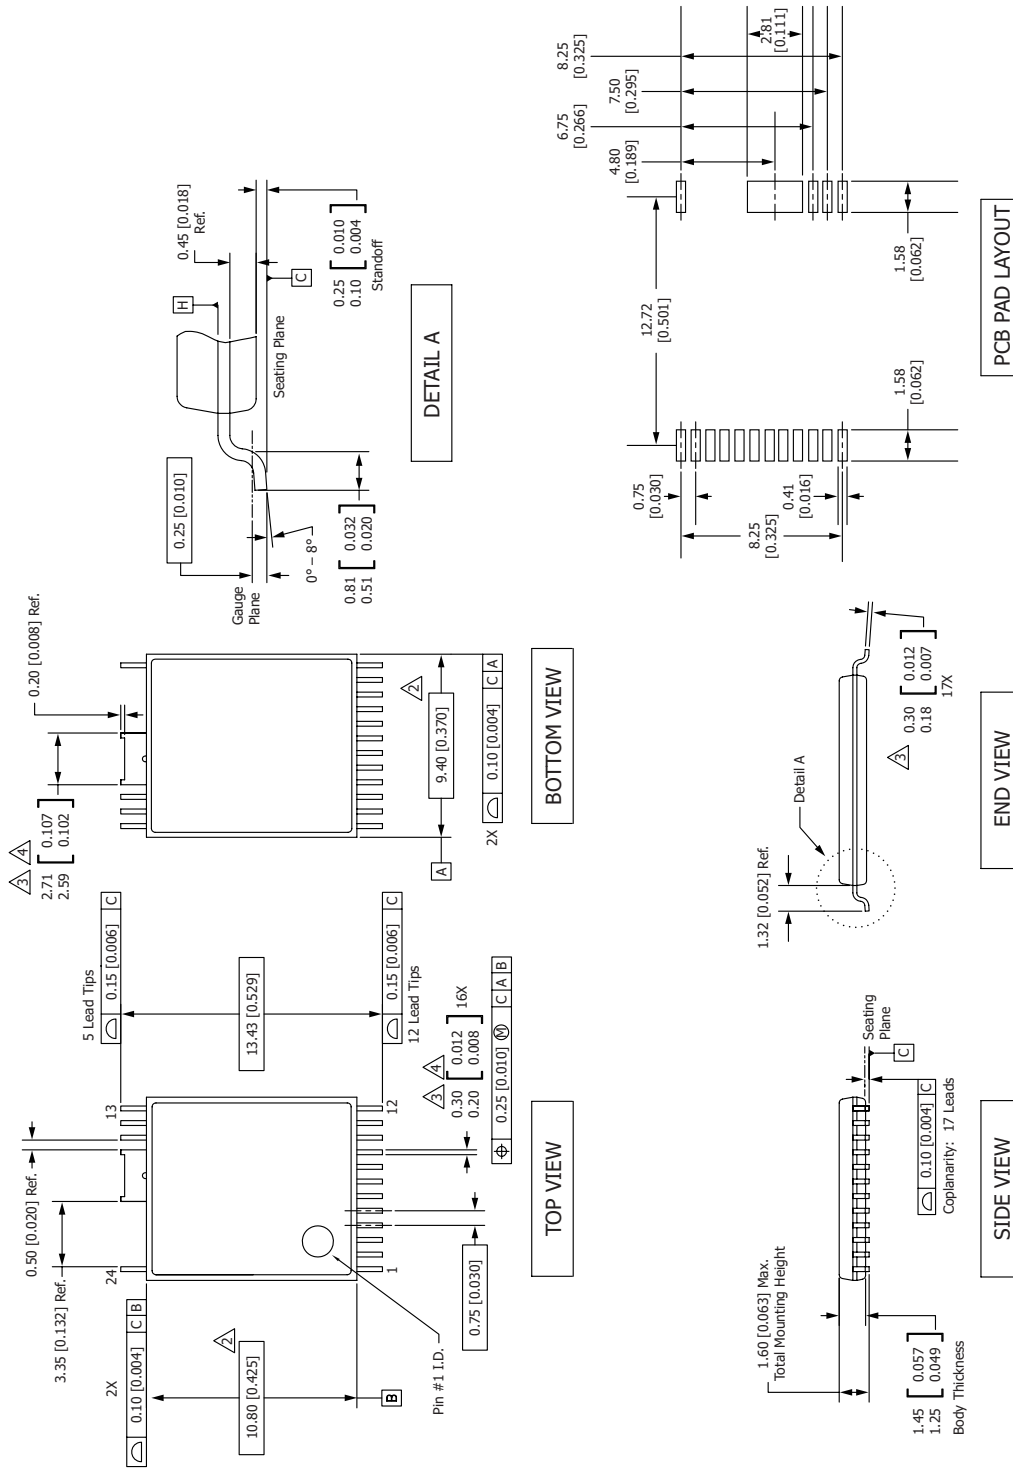 2X
⌓ 0.10 [0.004] C B
3.35 [0.132] Ref.
0.50 [0.020] Ref.
24
13
1
12
5 Lead Tips
⌓ 0.15 [0.006] C
13.43 [0.529]
⌓ 0.15 [0.006] C
12 Lead Tips
2
10.80 [0.425]
B
Pin #1 I.D.
0.75 [0.030]
3 4
0.30 [0.012]
0.20 [0.008]
16X
⌖ 0.25 [0.010] Ⓜ C A B
TOP VIEW
3 4
2.71 [0.107]
2.59 [0.102]
0.20 [0.008] Ref.
2
9.40 [0.370]
A
2X
⌓ 0.10 [0.004] C A
BOTTOM VIEW
Gauge
Plane
0.25 [0.010]
0° – 8°
0.81 [0.032]
0.51 [0.020]
H
0.45 [0.018]
Ref.
Seating Plane
C
0.25 [0.010]
0.10 [0.004]
Standoff
DETAIL A
1.60 [0.063] Max.
Total Mounting Height
1.45 [0.057]
1.25 [0.049]
Body Thickness
Seating
Plane
C
⌓ 0.10 [0.004] C
Coplanarity: 17 Leads
SIDE VIEW
1.32 [0.052] Ref.
Detail A
3
0.30 [0.012]
0.18 [0.007]
17X
END VIEW
0.75
[0.030]
8.25
[0.325]
0.41
[0.016]
1.58
[0.062]
12.72
[0.501]
4.80
[0.189]
6.75
[0.266]
7.50
[0.295]
8.25
[0.325]
2.81
[0.111]
1.58
[0.062]
PCB PAD LAYOUT